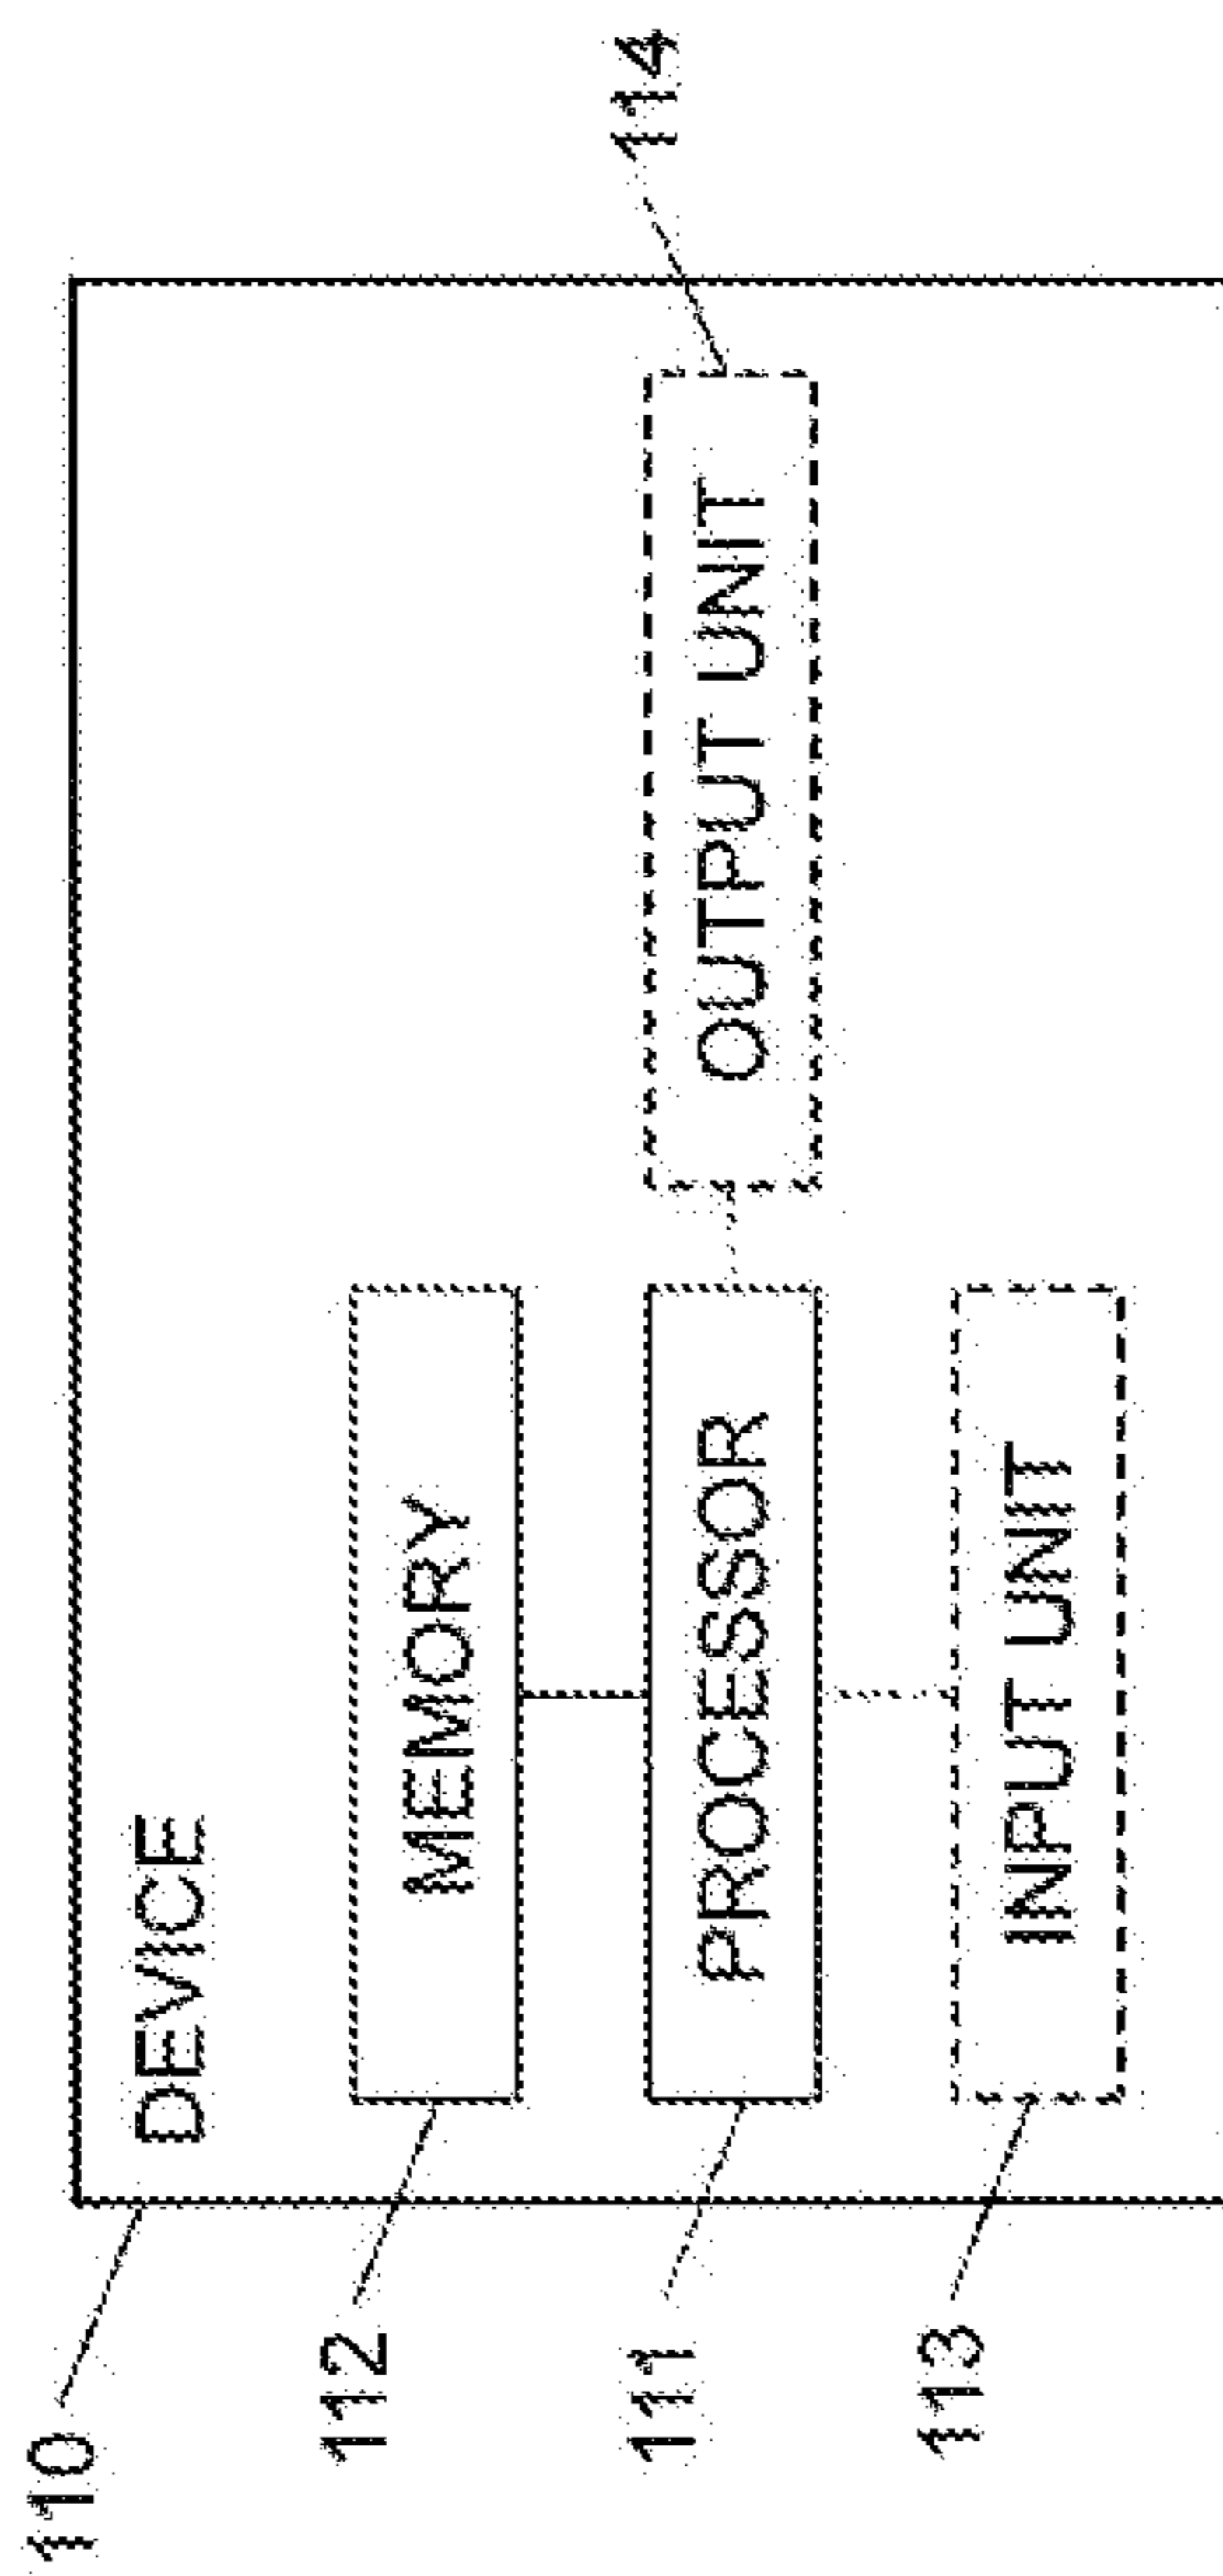 110
DEVICE
112
MEMORY
111
PROCESSOR
OUTPUT UNIT
114
113
INPUT UNIT